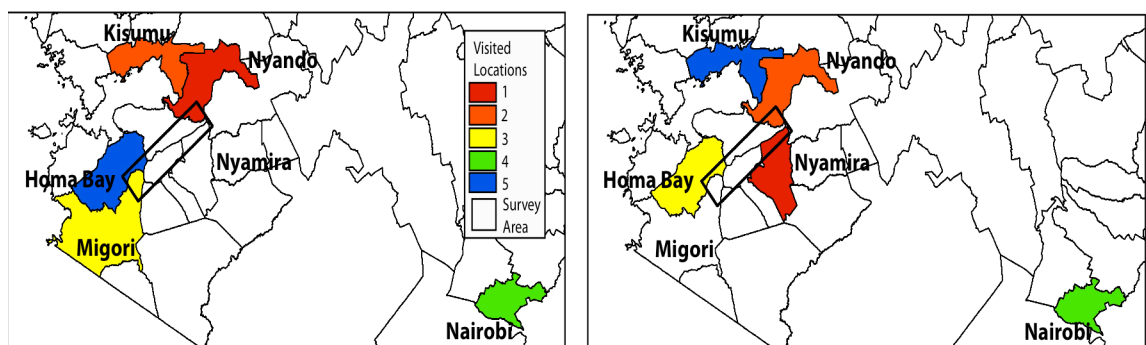 Kisumu
Nyando
Nyamira
Homa Bay
Migori
Nairobi
Visited
Locations
1
2
3
4
5
Survey
Area
Kisumu
Nyando
Nyamira
Homa Bay
Migori
Nairobi